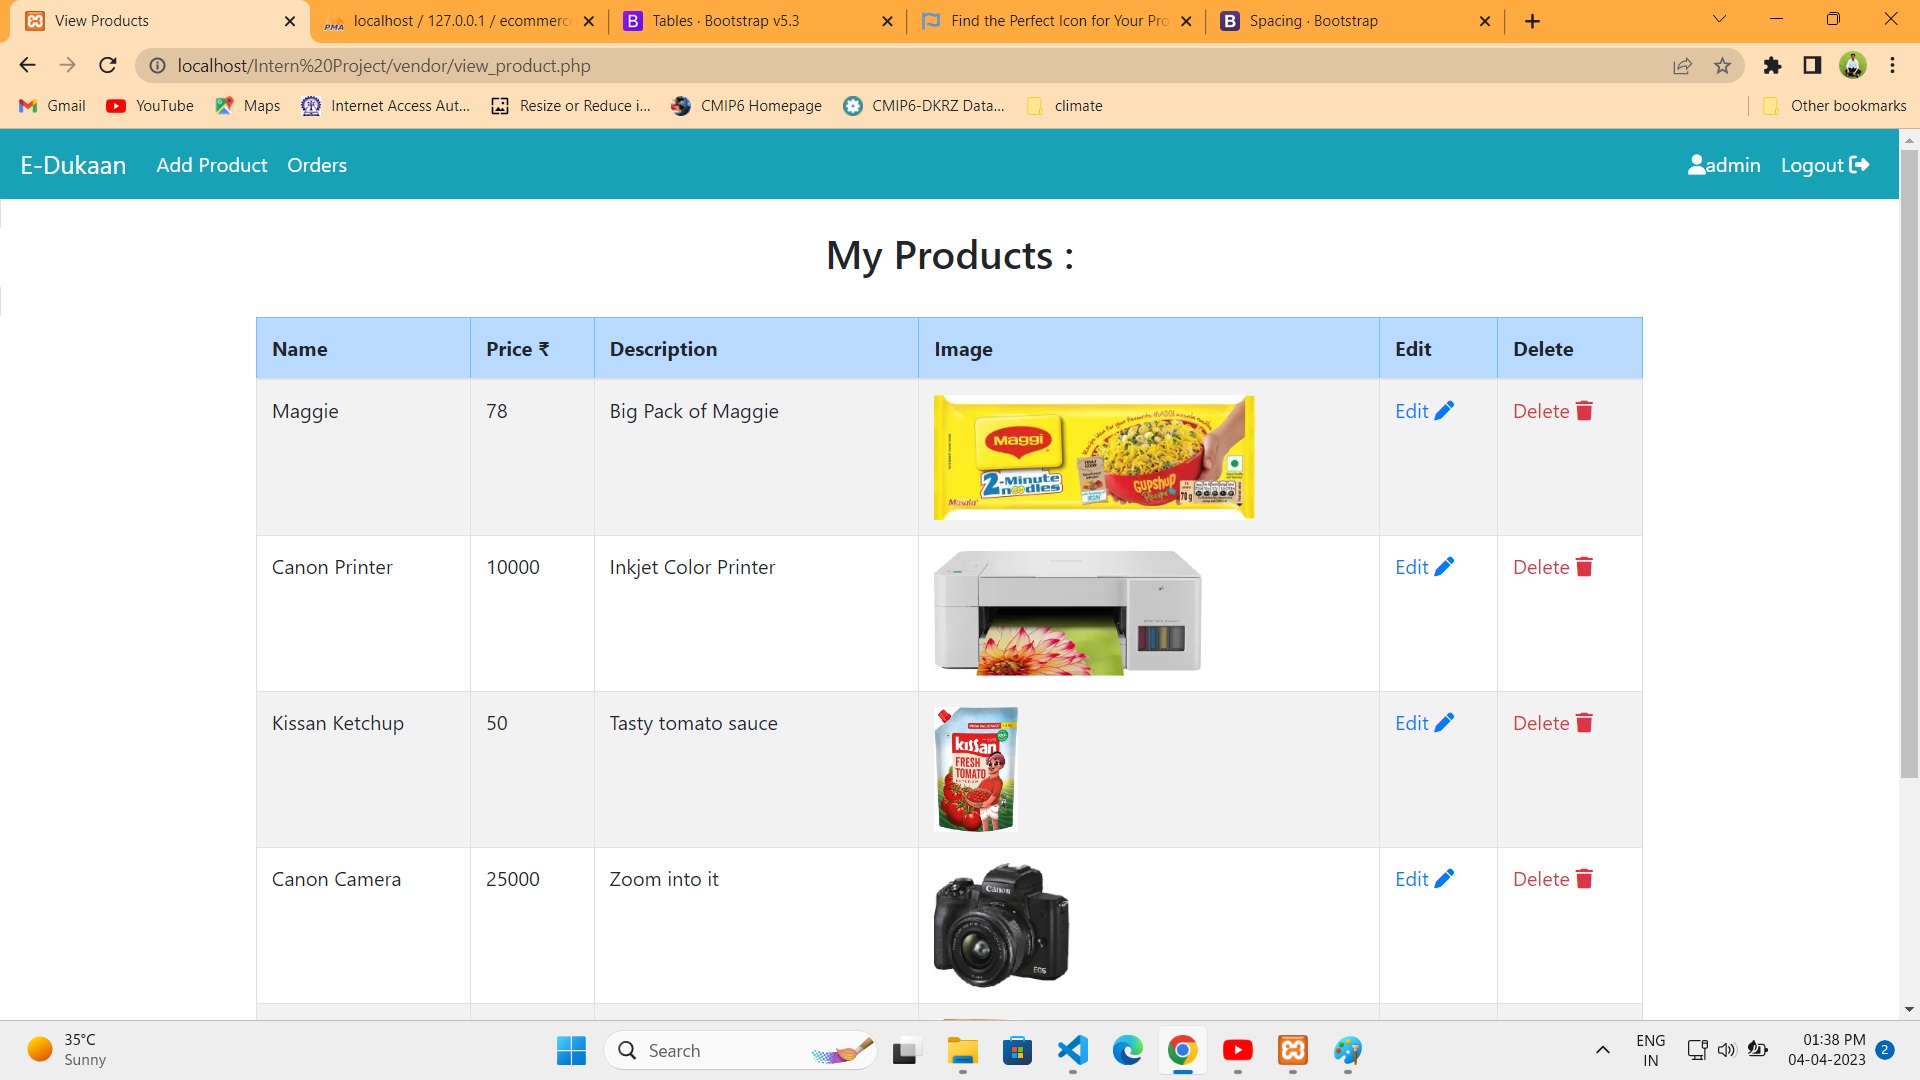 View Products
localhost / 127.0.0.1 / ecommerc
Tables · Bootstrap v5.3
Find the Perfect Icon for Your Pro
Spacing · Bootstrap
localhost/Intern%20Project/vendor/view_product.php
Gmail
YouTube
Maps
Internet Access Aut...
Resize or Reduce i...
CMIP6 Homepage
CMIP6-DKRZ Data...
climate
Other bookmarks
E-Dukaan
Add Product
Orders
admin
Logout
My Products :
Name
Price ₹
Description
Image
Edit
Delete
Maggie
78
Big Pack of Maggie
Maggi
2-Minute
noodles
Masala
GUPSHUP
Recipe
70 g
Edit
Delete
Canon Printer
10000
Inkjet Color Printer
Edit
Delete
Kissan Ketchup
50
Tasty tomato sauce
kissan
FRESH
TOMATO
KETCHUP
Edit
Delete
Canon Camera
25000
Zoom into it
Canon
EOS
Edit
Delete
35°C
Sunny
Search
ENG
IN
01:38 PM
04-04-2023
2